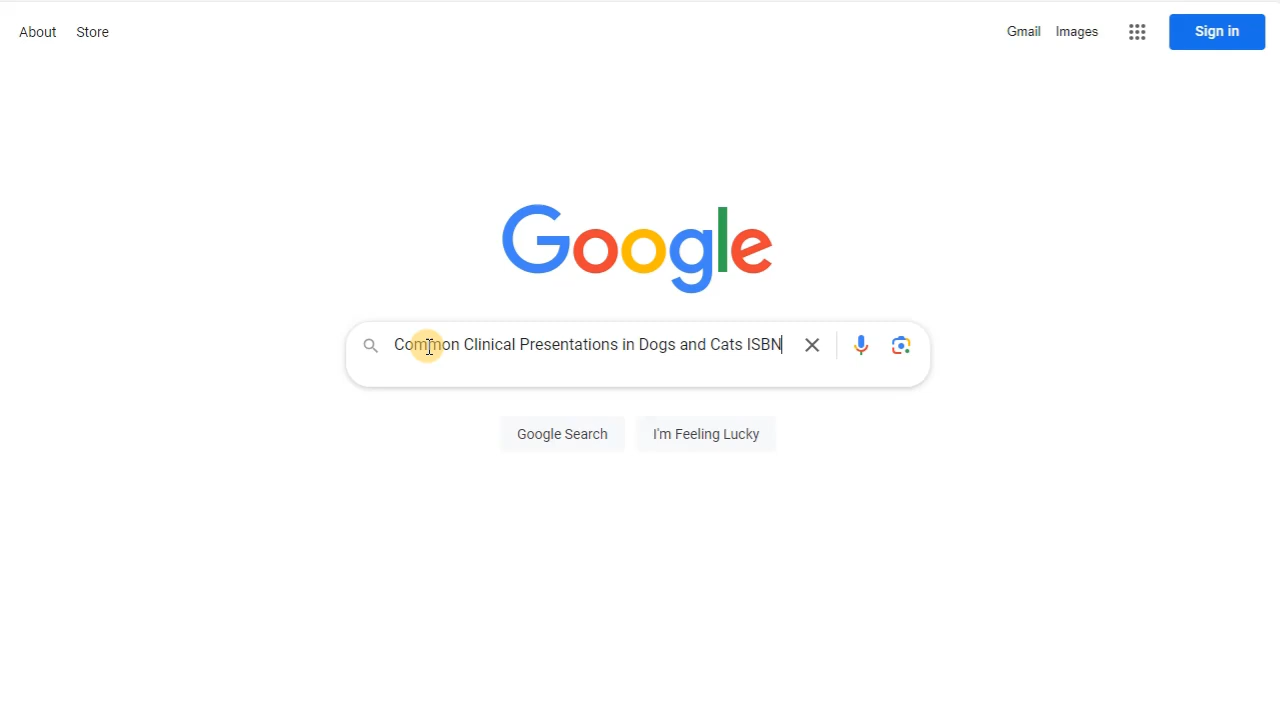 About Store Gmail Images Sign in
Google
Common Clinical Presentations in Dogs and Cats ISBN
Google Search I'm Feeling Lucky